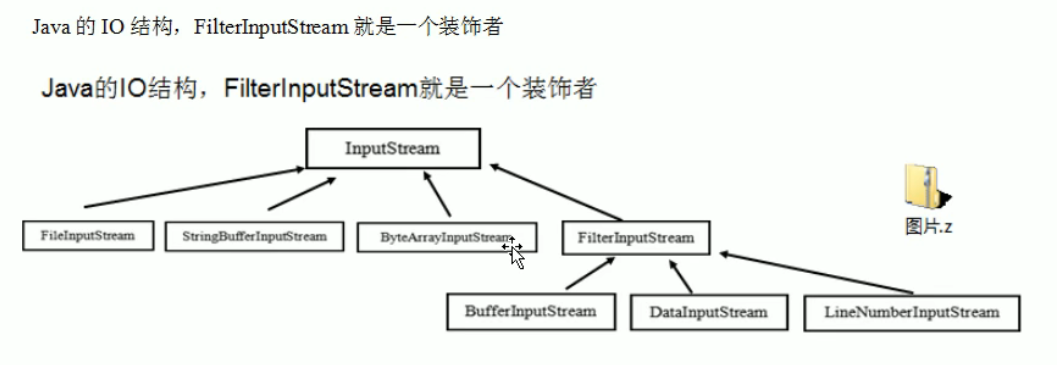 Java 的 IO 结构，FilterInputStream 就是一个装饰者
Java的IO结构，FilterInputStream就是一个装饰者
InputStream
FileInputStream
StringBufferInputStream
ByteArrayInputStream
FilterInputStream
图片.z
BufferInputStream
DataInputStream
LineNumberInputStream